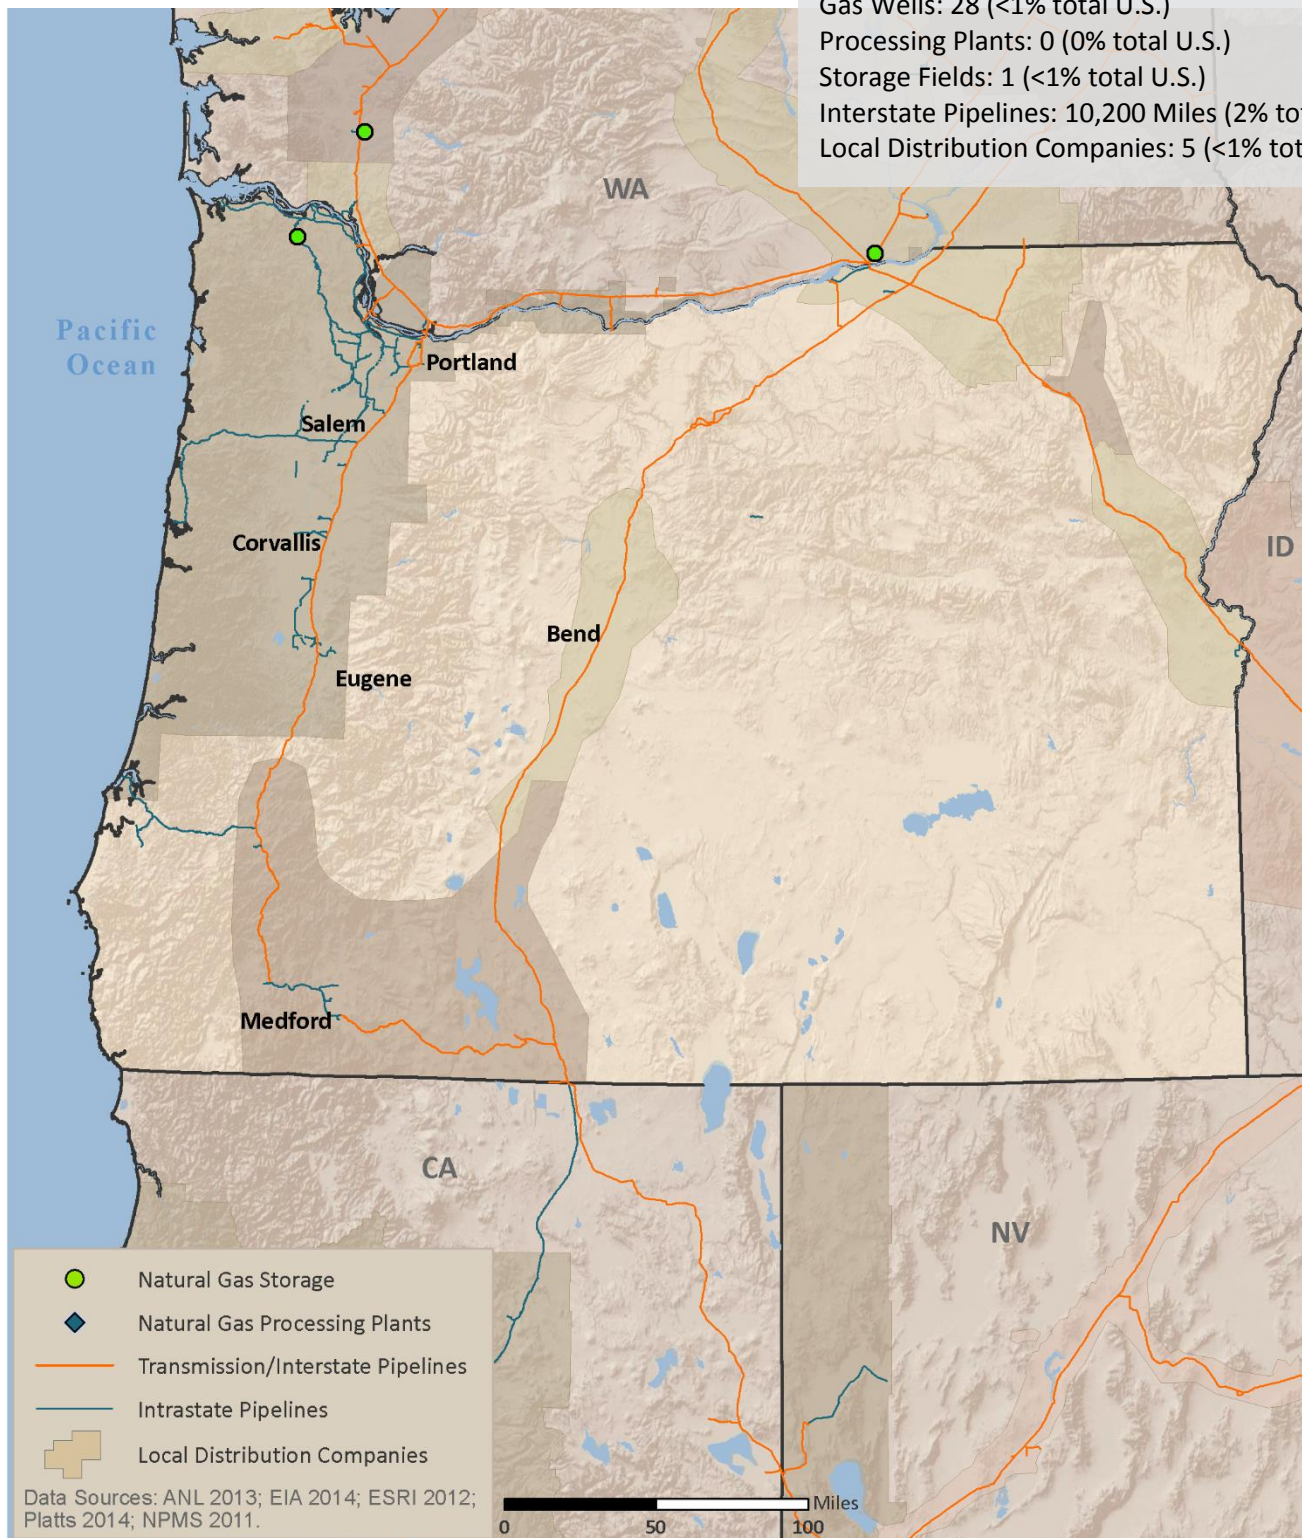 Gas Wells: 28 (<1% total U.S.)
Processing Plants: 0 (0% total U.S.)
Storage Fields: 1 (<1% total U.S.)
Interstate Pipelines: 10,200 Miles (2% tot
Local Distribution Companies: 5 (<1% tot
WA
Pacific
Ocean
Portland
Salem
Corvallis
ID
Bend
Eugene
Medford
CA
NV
Natural Gas Storage
Natural Gas Processing Plants
Transmission/Interstate Pipelines
Intrastate Pipelines
Local Distribution Companies
Data Sources: ANL 2013; EIA 2014; ESRI 2012;
Platts 2014; NPMS 2011.
Miles
0 50 100